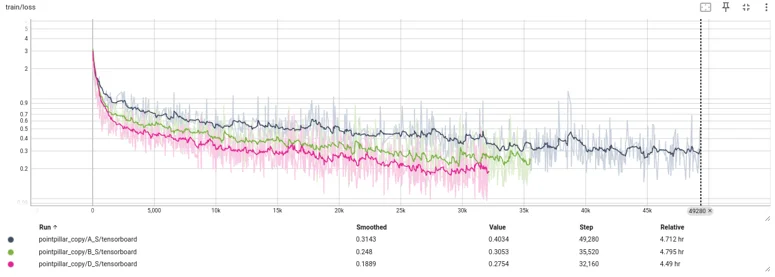 train/loss
5
4
3
2
0.9
0.7
0.6
0.5
0.4
0.3
0.2
0
5,000
10k
15k
20k
25k
30k
35k
40k
45k
49280 ×
Run ↑ Smoothed Value Step Relative
pointpillar_copy/A_S/tensorboard 0.3143 0.4034 49,280 4.712 hr
pointpillar_copy/B_S/tensorboard 0.248 0.3053 35,520 4.795 hr
pointpillar_copy/D_S/tensorboard 0.1889 0.2754 32,160 4.49 hr